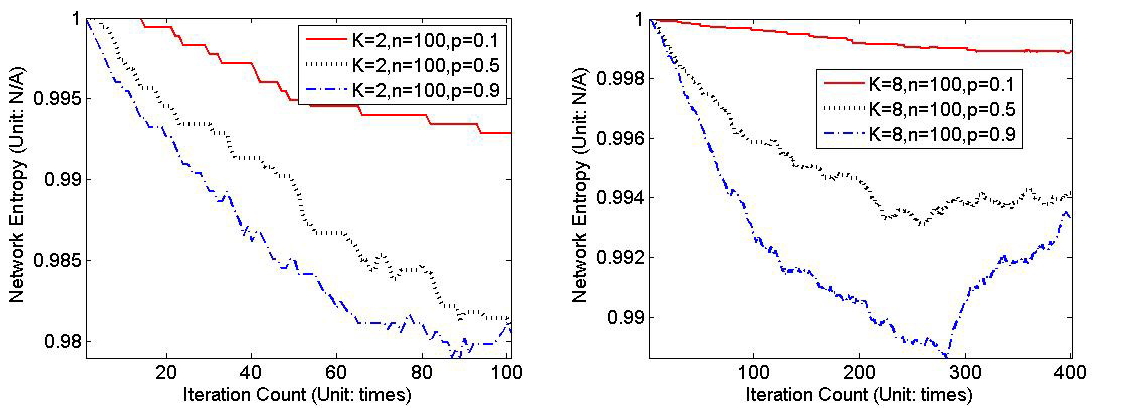 1
0.995
0.99
0.985
0.98
20
40
60
80
100
Network Entropy (Unit: N/A)
Iteration Count (Unit: times)
K=2,n=100,p=0.1
K=2,n=100,p=0.5
K=2,n=100,p=0.9
1
0.998
0.996
0.994
0.992
0.99
100
200
300
400
Network Entropy (Unit: N/A)
Iteration Count (Unit: times)
K=8,n=100,p=0.1
K=8,n=100,p=0.5
K=8,n=100,p=0.9